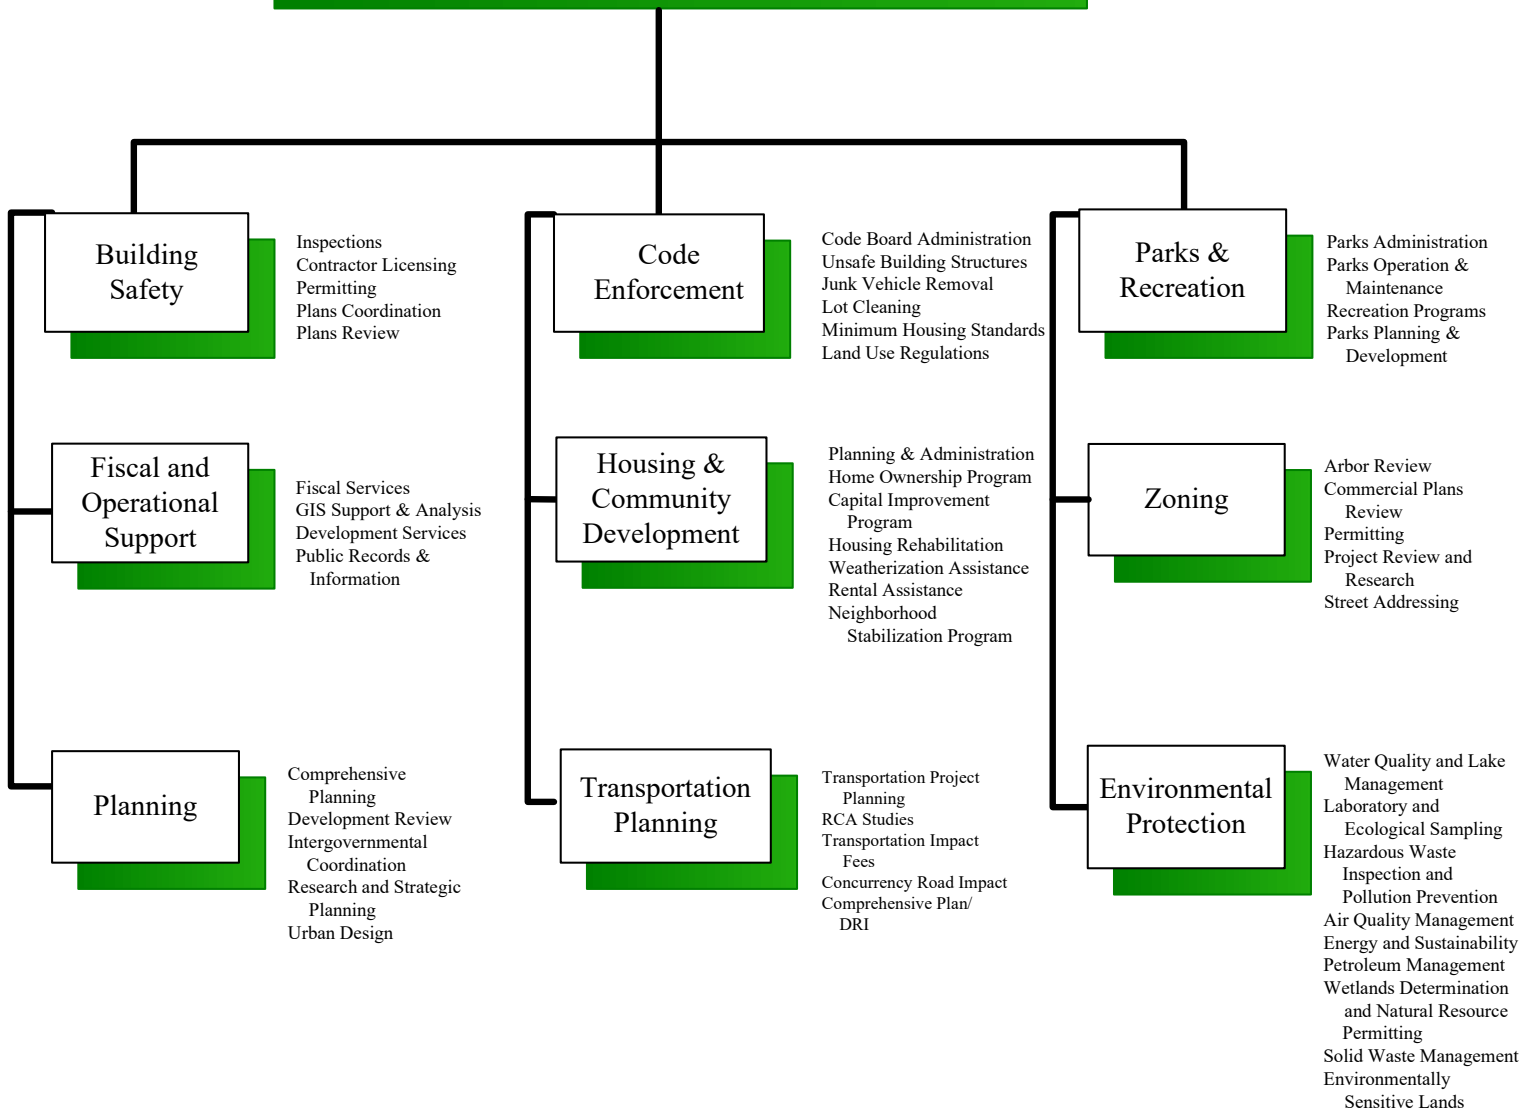 Building
Safety
Inspections
Contractor Licensing
Permitting
Plans Coordination
Plans Review
Code
Enforcement
Code Board Administration
Unsafe Building Structures
Junk Vehicle Removal
Lot Cleaning
Minimum Housing Standards
Land Use Regulations
Parks &
Recreation
Parks Administration
Parks Operation &
Maintenance
Recreation Programs
Parks Planning &
Development
Fiscal and
Operational
Support
Fiscal Services
GIS Support & Analysis
Development Services
Public Records &
Information
Housing &
Community
Development
Planning & Administration
Home Ownership Program
Capital Improvement
Program
Housing Rehabilitation
Weatherization Assistance
Rental Assistance
Neighborhood
Stabilization Program
Zoning
Arbor Review
Commercial Plans
Review
Permitting
Project Review and
Research
Street Addressing
Planning
Comprehensive
Planning
Development Review
Intergovernmental
Coordination
Research and Strategic
Planning
Urban Design
Transportation
Planning
Transportation Project
Planning
RCA Studies
Transportation Impact
Fees
Concurrency Road Impact
Comprehensive Plan/
DRI
Environmental
Protection
Water Quality and Lake
Management
Laboratory and
Ecological Sampling
Hazardous Waste
Inspection and
Pollution Prevention
Air Quality Management
Energy and Sustainability
Petroleum Management
Wetlands Determination
and Natural Resource
Permitting
Solid Waste Management
Environmentally
Sensitive Lands